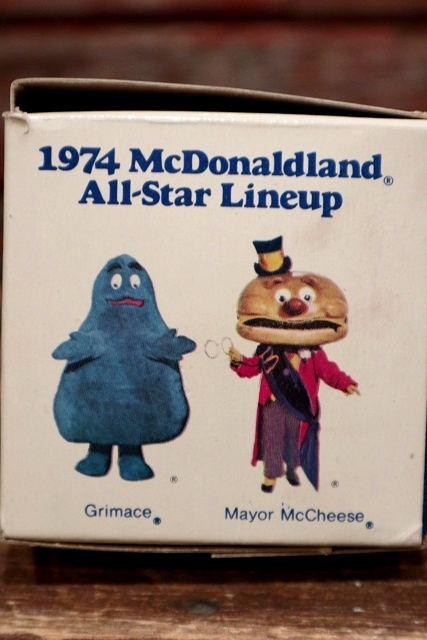 1974 McDonaldland®
All-Star Lineup
® ®
Grimace® Mayor McCheese®